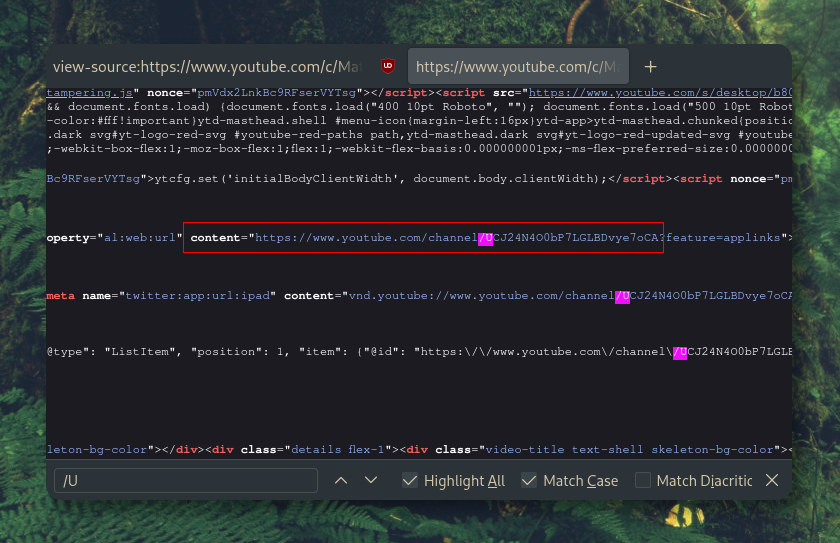 view-source:https://www.youtube.com/c/Ma
https://www.youtube.com/c/M
+
tampering.js" nonce="pmVdx2LnkBc9RFserVYTsg"></script><script src="https://www.youtube.com/s/desktop/b80
&& document.fonts.load) {document.fonts.load("400 10pt Roboto", ""); document.fonts.load("500 10pt Robot
-color:#fff!important}ytd-masthead.shell #menu-icon{margin-left:16px}ytd-app>ytd-masthead.chunked{positic
.dark svg#yt-logo-red-svg #youtube-red-paths path,ytd-masthead.dark svg#yt-logo-red-updated-svg #youtube
;-webkit-box-flex:1;-moz-box-flex:1;flex:1;-webkit-flex-basis:0.000000001px;-ms-flex-preferred-size:0.0000000
Bc9RFserVYTsg">ytcfg.set('initialBodyClientWidth', document.body.clientWidth);</script><script nonce="pm
operty="al:web:url" content="https://www.youtube.com/channel/UCJ24N4O0bP7LGLBDvye7oCA?feature=applinks">
meta name="twitter:app:url:ipad" content="vnd.youtube://www.youtube.com/channel/UCJ24N4O0bP7LGLBDvye7oCA
@type": "ListItem", "position": 1, "item": {"@id": "https:\/\/www.youtube.com\/channel\/UCJ24N4O0bP7LGLB
leton-bg-color"></div><div class="details flex-1"><div class="video-title text-shell skeleton-bg-color"><
/U
Highlight All
Match Case
Match Diacritic